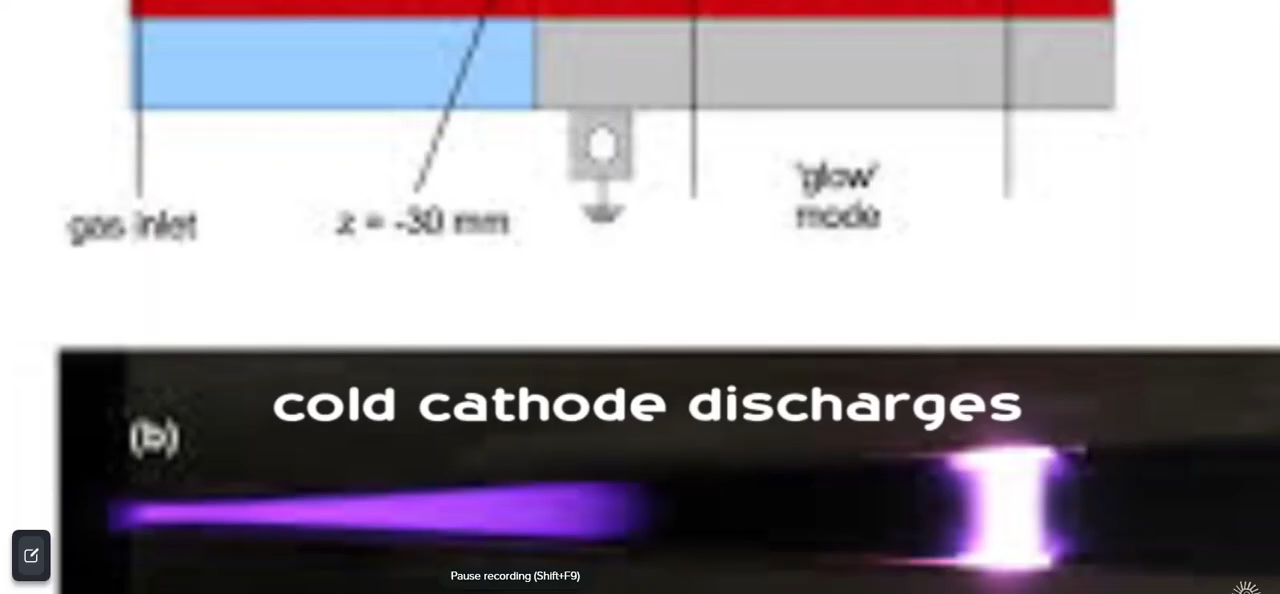 gas inlet
z = -30 mm
'glow'
mode
cold cathode discharges
(b)
Pause recording (Shift+F9)